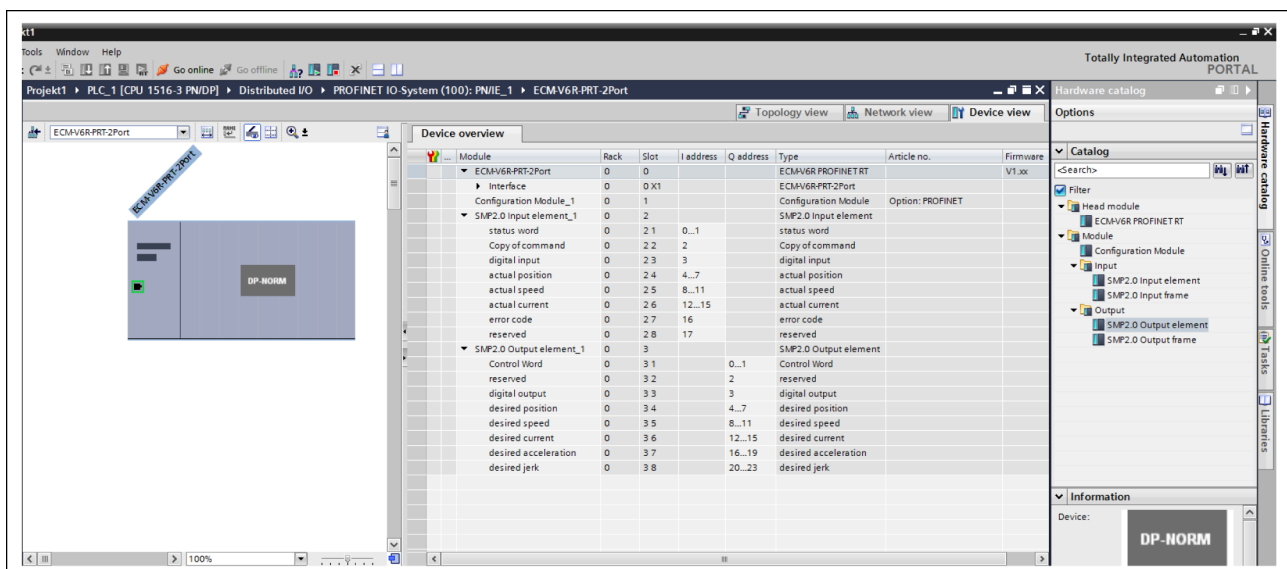 kt1
Tools Window Help
Go online Go offline
Totally Integrated Automation
PORTAL
Projekt1 PLC_1 [CPU 1516-3 PN/DP] Distributed I/O PROFINET IO-System (100): PN/IE_1 ECM-V6R-PRT-2Port
Hardware catalog
Topology view Network view Device view
Options
ECM-V6R-PRT-2Port
Device overview
Catalog
... Module Rack Slot I address Q address Type Article no. Firmware
<Search>
ECM-V6R-PRT-2Port 0 0 ECM-V6R PROFINET RT V1.xx
Interface 0 0 X1 ECM-V6R-PRT-2Port
Configuration Module_1 0 1 Configuration Module Option: PROFINET
SMP2.0 Input element_1 0 2 SMP2.0 Input element
status word 0 2 1 0...1 status word
Copy of command 0 2 2 2 Copy of command
digital input 0 2 3 3 digital input
actual position 0 2 4 4...7 actual position
actual speed 0 2 5 8...11 actual speed
actual current 0 2 6 12...15 actual current
error code 0 2 7 16 error code
reserved 0 2 8 17 reserved
SMP2.0 Output element_1 0 3 SMP2.0 Output element
Control Word 0 3 1 0...1 Control Word
reserved 0 3 2 2 reserved
digital output 0 3 3 3 digital output
desired position 0 3 4 4...7 desired position
desired speed 0 3 5 8...11 desired speed
desired current 0 3 6 12...15 desired current
desired acceleration 0 3 7 16...19 desired acceleration
desired jerk 0 3 8 20...23 desired jerk
ECM-V6R-PRT-2Port
DP-NORM
100%
Filter
Head module
ECM-V6R PROFINET RT
Module
Configuration Module
Input
SMP2.0 Input element
SMP2.0 Input frame
Output
SMP2.0 Output element
SMP2.0 Output frame
Information
Device:
DP-NORM
Hardware catalog
Online tools
Tasks
Libraries